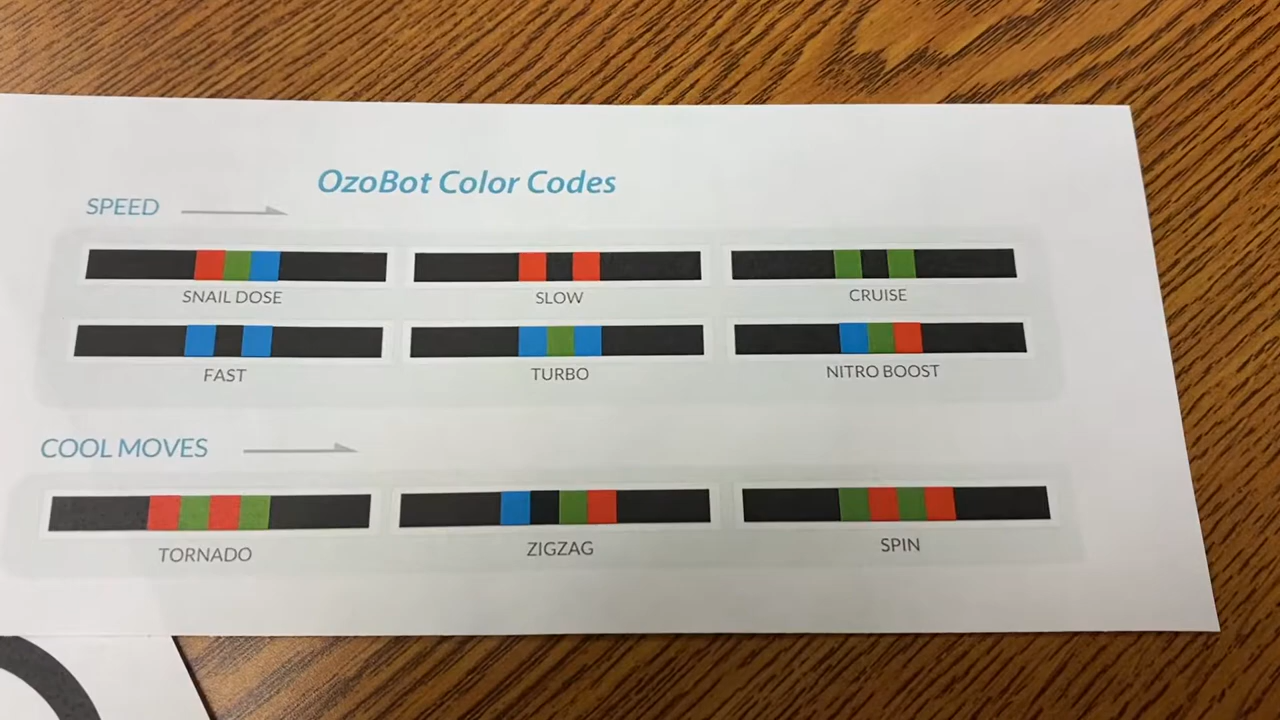 OzoBot Color Codes
SPEED
SNAIL DOSE
SLOW
CRUISE
FAST
TURBO
NITRO BOOST
COOL MOVES
TORNADO
ZIGZAG
SPIN